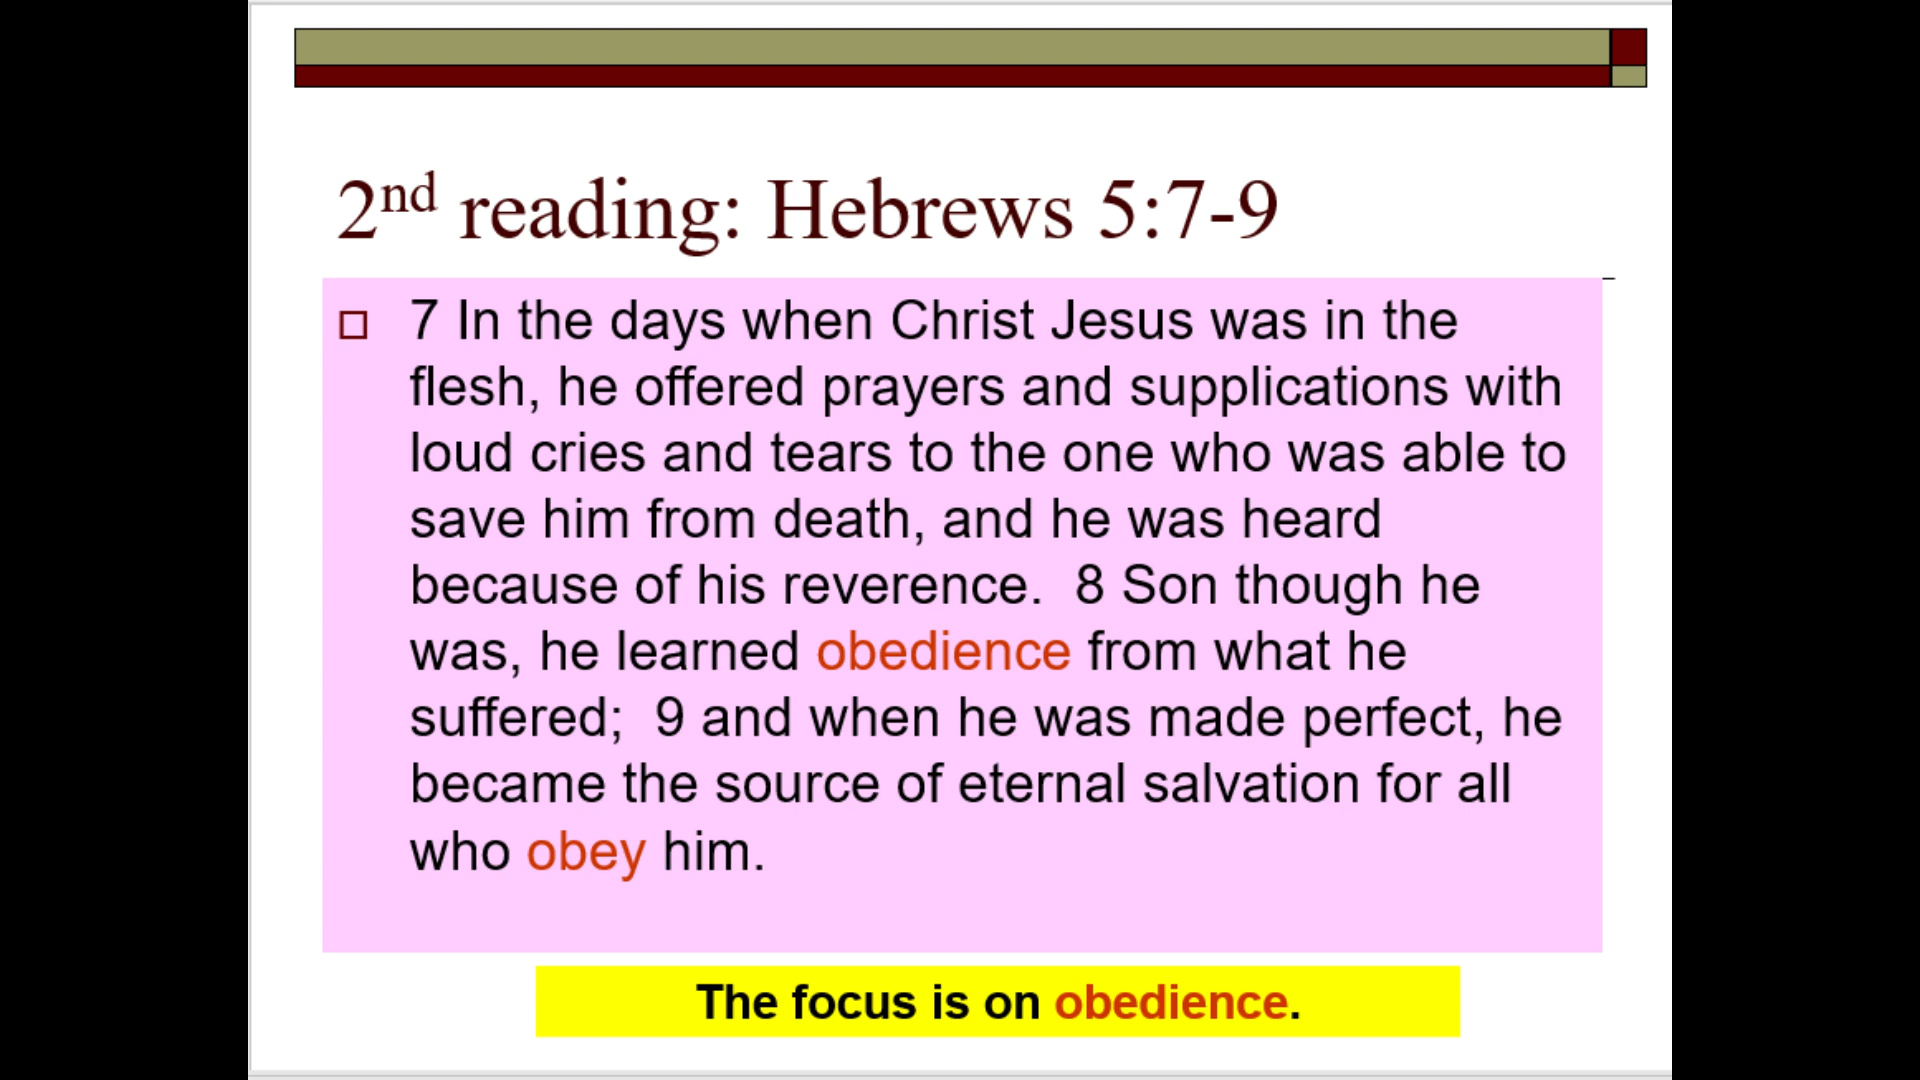 2nd reading: Hebrews 5:7-9
7 In the days when Christ Jesus was in the
flesh, he offered prayers and supplications with
loud cries and tears to the one who was able to
save him from death, and he was heard
because of his reverence.  8 Son though he
was, he learned obedience from what he
suffered;  9 and when he was made perfect, he
became the source of eternal salvation for all
who obey him.
The focus is on obedience.